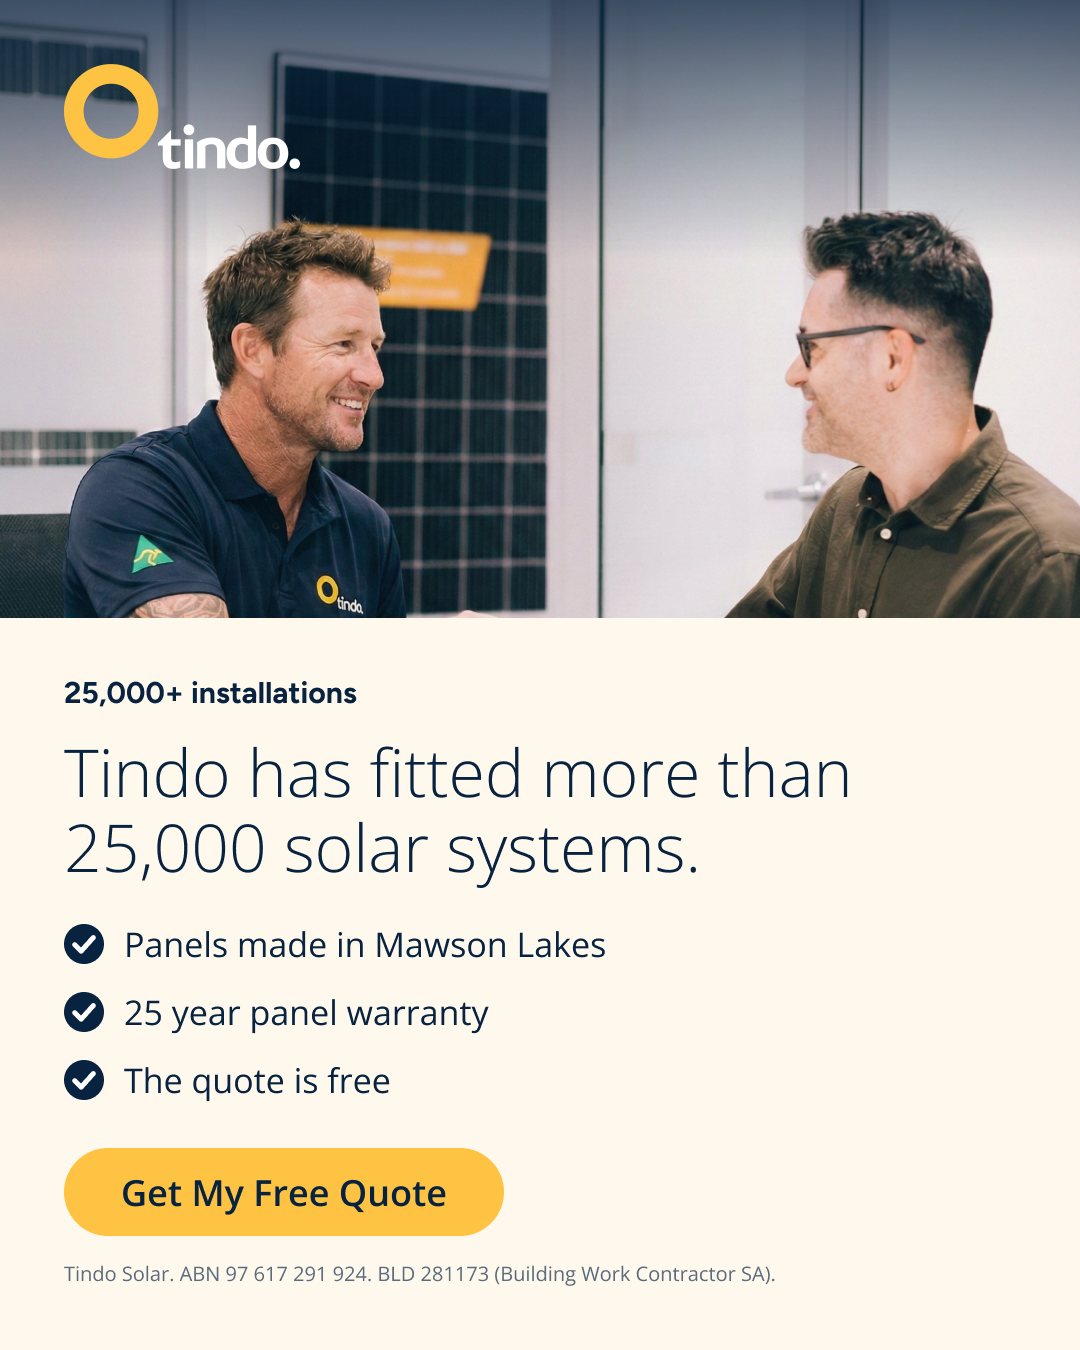 tindo.
tindo.
25,000+ installations
Tindo has fitted more than
25,000 solar systems.
Panels made in Mawson Lakes
25 year panel warranty
The quote is free
Get My Free Quote
Tindo Solar. ABN 97 617 291 924. BLD 281173 (Building Work Contractor SA).